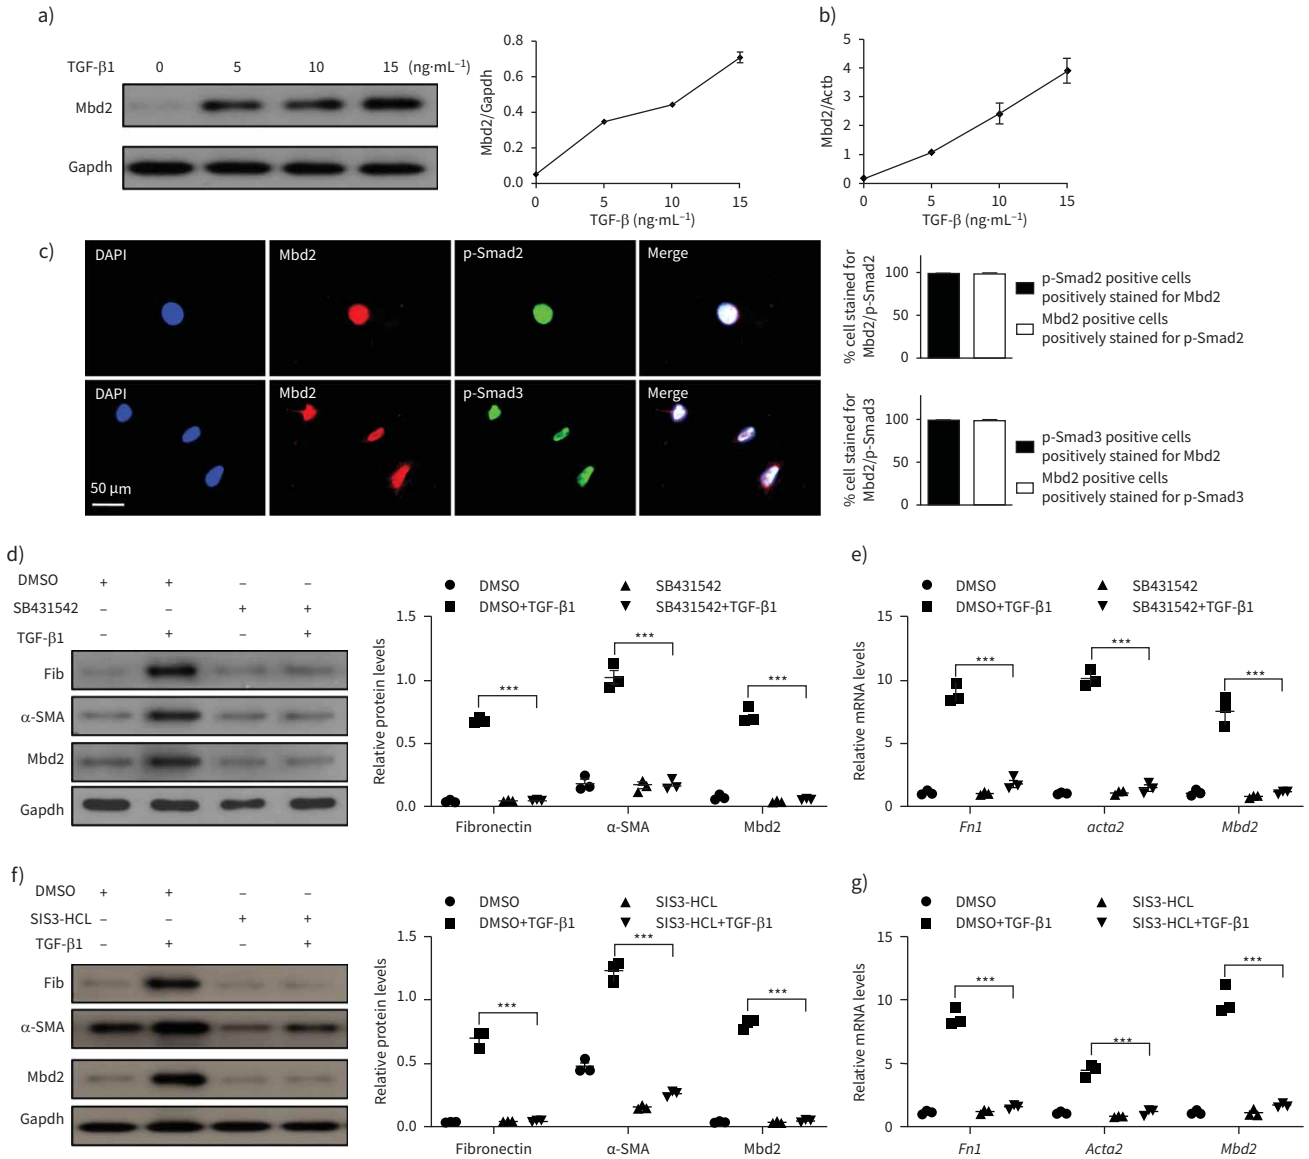 a)
TGF-β1 0 5 10 15 (ng·mL–1)
Mbd2
Gapdh
Mbd2/Gapdh
0.8
0.6
0.4
0.2
0.0
0 5 10 15
TGF-β (ng·mL–1)
b)
Mbd2/Actb
5
4
3
2
1
0
0 5 10 15
TGF-β (ng·mL–1)
c)
DAPI Mbd2 p-Smad2 Merge
DAPI Mbd2 p-Smad3 Merge
50 µm
% cell stained for
Mbd2/p-Smad2
100
50
0
p-Smad2 positive cells
positively stained for Mbd2
Mbd2 positive cells
positively stained for p-Smad2
% cell stained for
Mbd2/p-Smad3
100
50
0
p-Smad3 positive cells
positively stained for Mbd2
Mbd2 positive cells
positively stained for p-Smad3
d)
DMSO + + – –
SB431542 – – + +
TGF-β1 – + – +
Fib
α-SMA
Mbd2
Gapdh
DMSO SB431542
DMSO+TGF-β1 SB431542+TGF-β1
Relative protein levels
1.5
1.0
0.5
0.0
*** *** ***
Fibronectin α-SMA Mbd2
e)
DMSO SB431542
DMSO+TGF-β1 SB431542+TGF-β1
Relative mRNA levels
15
10
5
0
*** *** ***
Fn1 acta2 Mbd2
f)
DMSO + + – –
SIS3-HCL – – + +
TGF-β1 – + – +
Fib
α-SMA
Mbd2
Gapdh
DMSO SIS3-HCL
DMSO+TGF-β1 SIS3-HCL+TGF-β1
Relative protein levels
1.5
1.0
0.5
0.0
*** *** ***
Fibronectin α-SMA Mbd2
g)
DMSO SIS3-HCL
DMSO+TGF-β1 SIS3-HCL+TGF-β1
Relative mRNA levels
15
10
5
0
*** *** ***
Fn1 Acta2 Mbd2